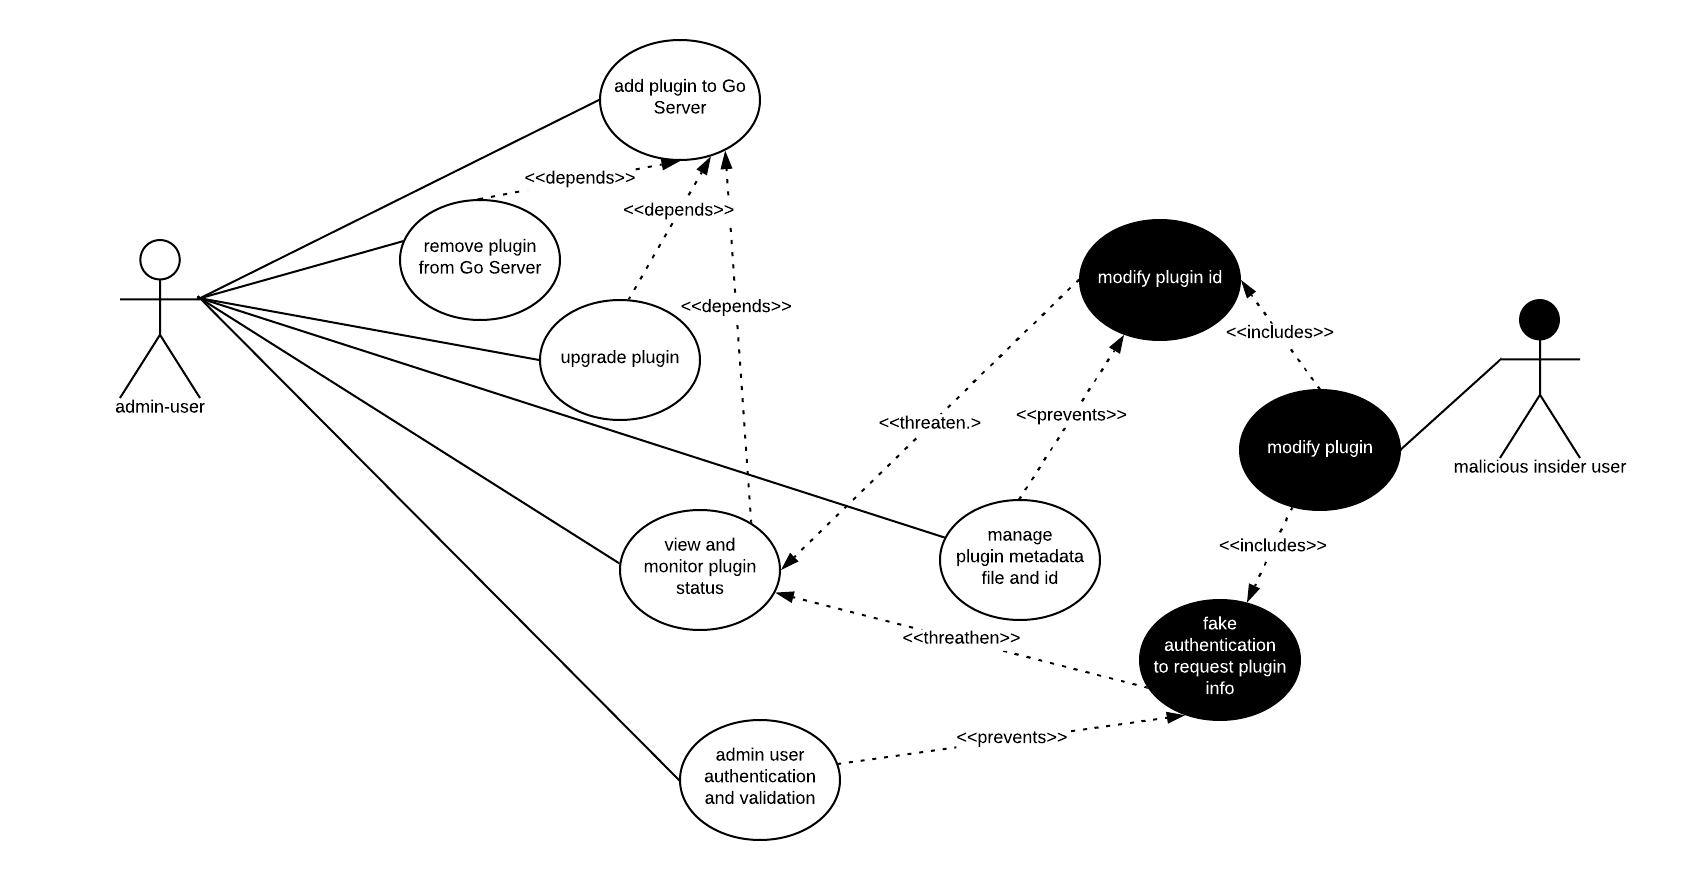 add plugin to Go
Server
<<depends>>
<<depends>>
remove plugin
from Go Server
modify plugin id
<<depends>>
<<includes>>
upgrade plugin
admin-user
<<threaten.>
<<prevents>>
modify plugin
malicious insider user
view and
monitor plugin
status
manage
plugin metadata
file and id
<<includes>>
<<threathen>>
fake
authentication
to request plugin
info
<<prevents>>
admin user
authentication
and validation